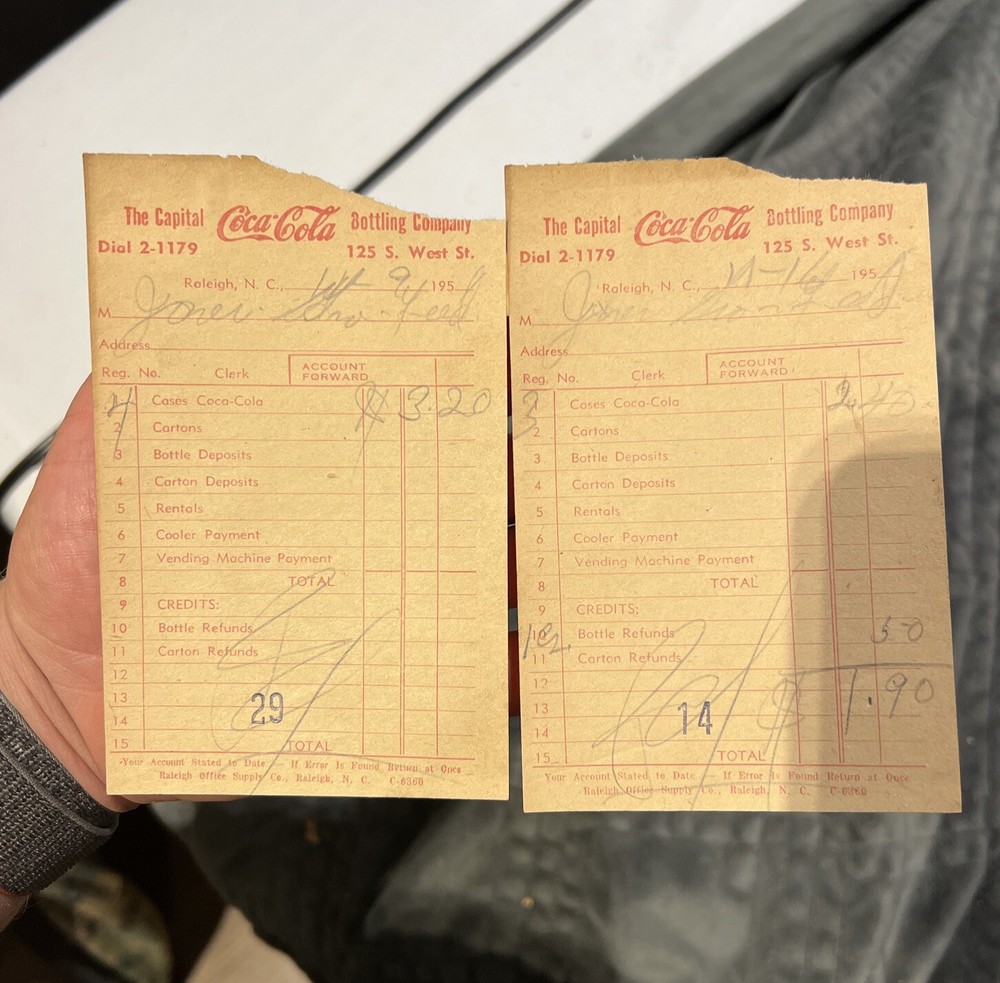 The Capital Coca-Cola Bottling Company
Dial 2-1179 125 S. West St.
Raleigh, N. C., 9 195
M Jones
Address
Reg. No. Clerk ACCOUNT FORWARD
4
1 Cases Coca-Cola 3.20
2 Cartons
3 Bottle Deposits
4 Carton Deposits
5 Rentals
6 Cooler Payment
7 Vending Machine Payment
8 TOTAL
9 CREDITS:
10 Bottle Refunds
11 Carton Refunds
12
13 29
14
15 TOTAL
Your Account Stated to Date If Error Is Found Return at Once
Raleigh Office Supply Co., Raleigh, N. C. C-6360
The Capital Coca-Cola Bottling Company
Dial 2-1179 125 S. West St.
Raleigh, N. C., 16 195
M Jones
Address
Reg. No. Clerk ACCOUNT FORWARD
3
1 Cases Coca-Cola 2.40
2 Cartons
3 Bottle Deposits
4 Carton Deposits
5 Rentals
6 Cooler Payment
7 Vending Machine Payment
8 TOTAL
9 CREDITS:
10 Bottle Refunds 50
11 Carton Refunds
12
13 14 $ 1.90
14
15 TOTAL
Your Account Stated to Date If Error Is Found Return at Once
Raleigh Office Supply Co., Raleigh, N. C. C-6360